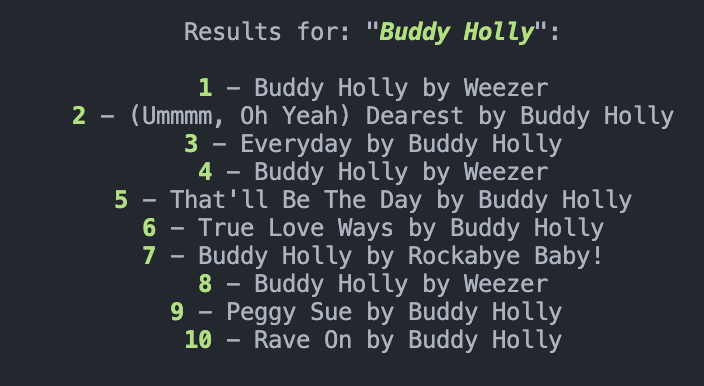 Results for: "Buddy Holly":
1 – Buddy Holly by Weezer
2 – (Ummmm, Oh Yeah) Dearest by Buddy Holly
3 – Everyday by Buddy Holly
4 – Buddy Holly by Weezer
5 – That'll Be The Day by Buddy Holly
6 – True Love Ways by Buddy Holly
7 – Buddy Holly by Rockabye Baby!
8 – Buddy Holly by Weezer
9 – Peggy Sue by Buddy Holly
10 – Rave On by Buddy Holly